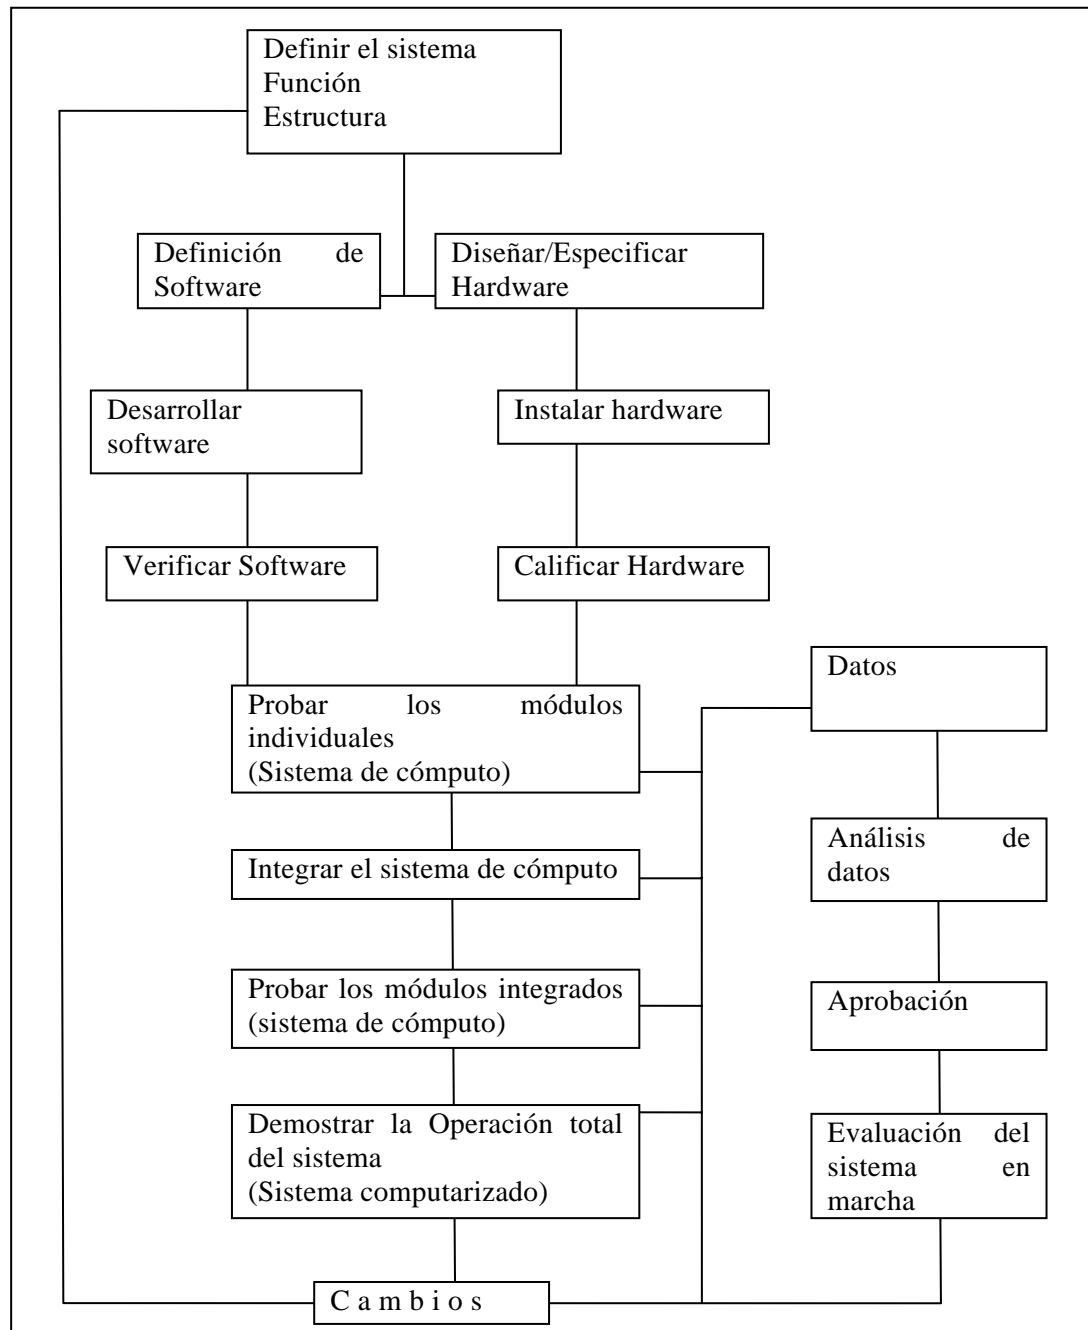 Definir el sistema
Función
Estructura
Definición de
Software
Diseñar/Especificar
Hardware
Desarrollar
software
Instalar hardware
Verificar Software
Calificar Hardware
Probar los módulos
individuales
(Sistema de cómputo)
Integrar el sistema de cómputo
Probar los módulos integrados
(sistema de cómputo)
Demostrar la Operación total
del sistema
(Sistema computarizado)
Datos
Análisis de
datos
Aprobación
Evaluación del
sistema en
marcha
C a m b i o s